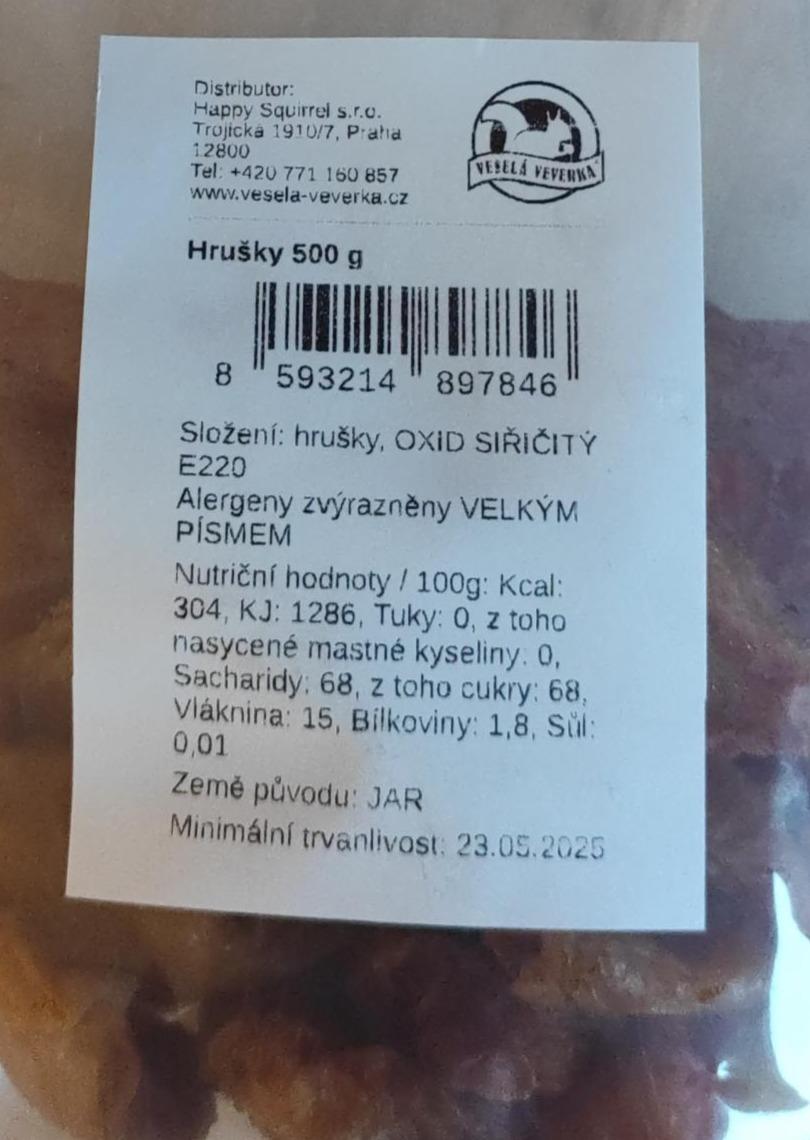 Distributor:
Happy Squirrel s.r.o.
Trojická 1910/7, Praha
12800
Tel: +420 771 160 857
www.vesela-veverka.cz
VESELÁ VEVERKA
Hrušky 500 g
8 593214 897846
Složení: hrušky, OXID SIŘIČITÝ
E220
Alergeny zvýrazněny VELKÝM
PÍSMEM
Nutriční hodnoty / 100g: Kcal:
304, KJ: 1286, Tuky: 0, z toho
nasycené mastné kyseliny: 0,
Sacharidy: 68, z toho cukry: 68,
Vláknina: 15, Bílkoviny: 1,8, Sůl:
0,01
Země původu: JAR
Minimální trvanlivost: 23.05.2025